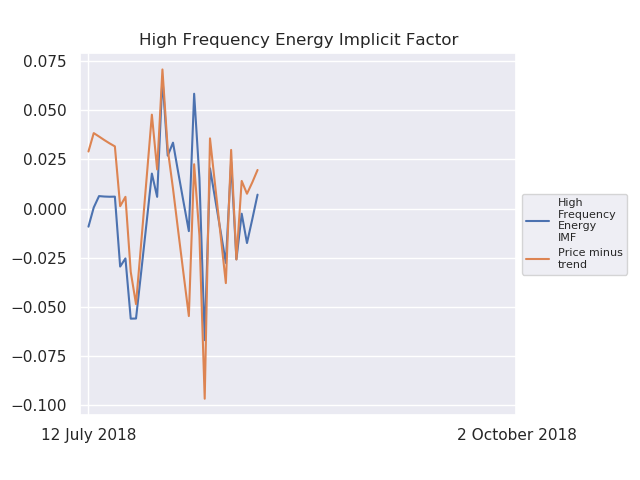 High Frequency Energy Implicit Factor
0.075
0.050
0.025
0.000
−0.025
−0.050
−0.075
−0.100
12 July 2018
2 October 2018
High
Frequency
Energy
IMF
Price minus
trend